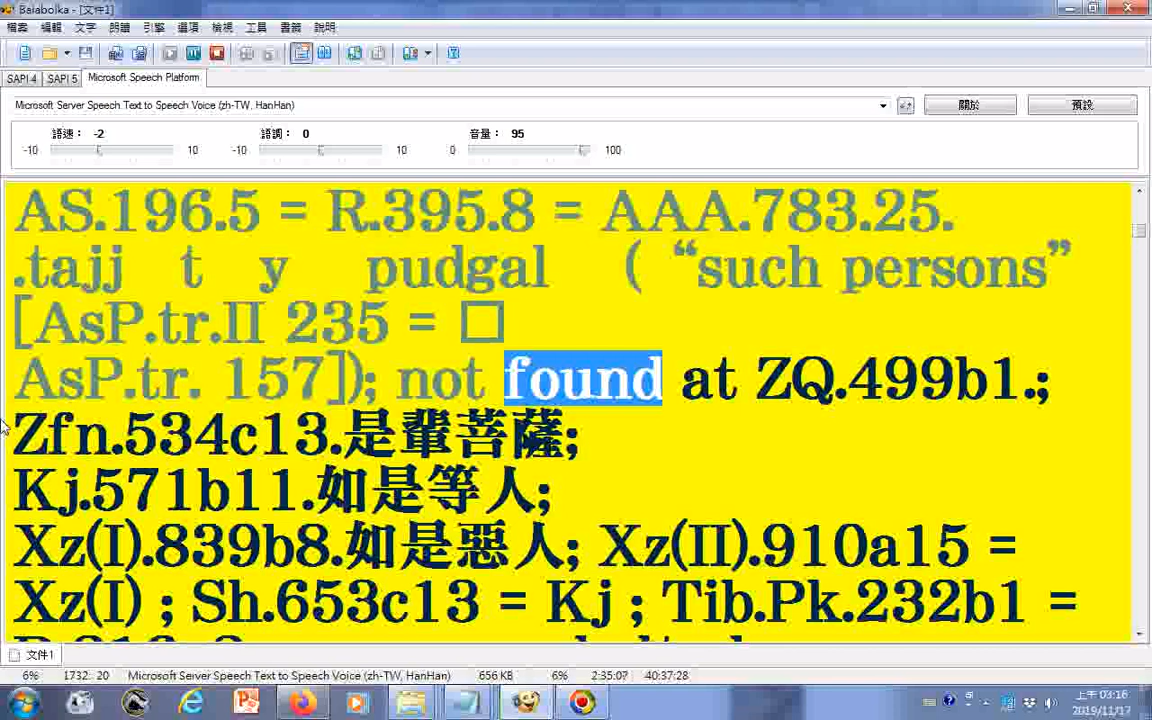 Balabolka - [文件1]
檔案 編輯 文字 朗讀 引擎 選項 檢視 工具 書籤 說明
SAPI 4 SAPI 5 Microsoft Speech Platform
Microsoft Server Speech Text to Speech Voice (zh-TW, HanHan) 關於 預設
語速： -2 語調： 0 音量： 95
-10 10 -10 10 0 100
AS.196.5 = R.395.8 = AAA.783.25.
.tajj t y pudgal ( “such persons”
[AsP.tr.II 235 = □
AsP.tr. 157]); not found at ZQ.499b1.;
Zfn.534c13.是輩菩薩;
Kj.571b11.如是等人;
Xz(I).839b8.如是惡人; Xz(II).910a15 =
Xz(I) ; Sh.653c13 = Kj ; Tib.Pk.232b1 =
文件1
6% 1732: 20 Microsoft Server Speech Text to Speech Voice (zh-TW, HanHan) 656 KB 6% 2:35:07 40:37:28
上午 03:16
2019/11/17